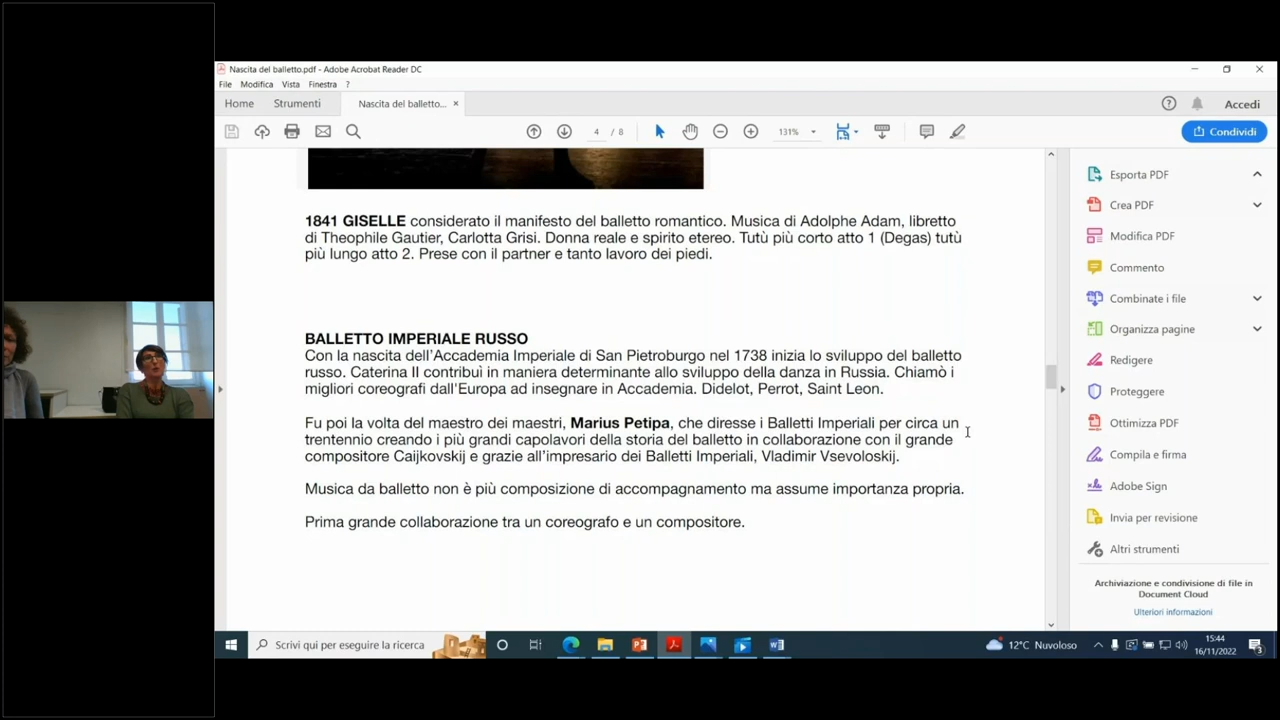 Nascita del balletto.pdf - Adobe Acrobat Reader DC
File Modifica Vista Finestra ?
Home Strumenti Nascita del balletto... × Accedi
4 / 8 131% Condividi
1841 GISELLE considerato il manifesto del balletto romantico. Musica di Adolphe Adam, libretto
di Theophile Gautier, Carlotta Grisi. Donna reale e spirito etereo. Tutù più corto atto 1 (Degas) tutù
più lungo atto 2. Prese con il partner e tanto lavoro dei piedi.
BALLETTO IMPERIALE RUSSO
Con la nascita dell'Accademia Imperiale di San Pietroburgo nel 1738 inizia lo sviluppo del balletto
russo. Caterina II contribuì in maniera determinante allo sviluppo della danza in Russia. Chiamò i
migliori coreografi dall'Europa ad insegnare in Accademia. Didelot, Perrot, Saint Leon.
Fu poi la volta del maestro dei maestri, Marius Petipa, che diresse i Balletti Imperiali per circa un
trentennio creando i più grandi capolavori della storia del balletto in collaborazione con il grande
compositore Caijkovskij e grazie all'impresario dei Balletti Imperiali, Vladimir Vsevoloskij.
Musica da balletto non è più composizione di accompagnamento ma assume importanza propria.
Prima grande collaborazione tra un coreografo e un compositore.
Esporta PDF
Crea PDF
Modifica PDF
Commento
Combinate i file
Organizza pagine
Redigere
Proteggere
Ottimizza PDF
Compila e firma
Adobe Sign
Invia per revisione
Altri strumenti
Archiviazione e condivisione di file in
Document Cloud
Ulteriori informazioni
Scrivi qui per eseguire la ricerca
12°C Nuvoloso
15:44
16/11/2022
3